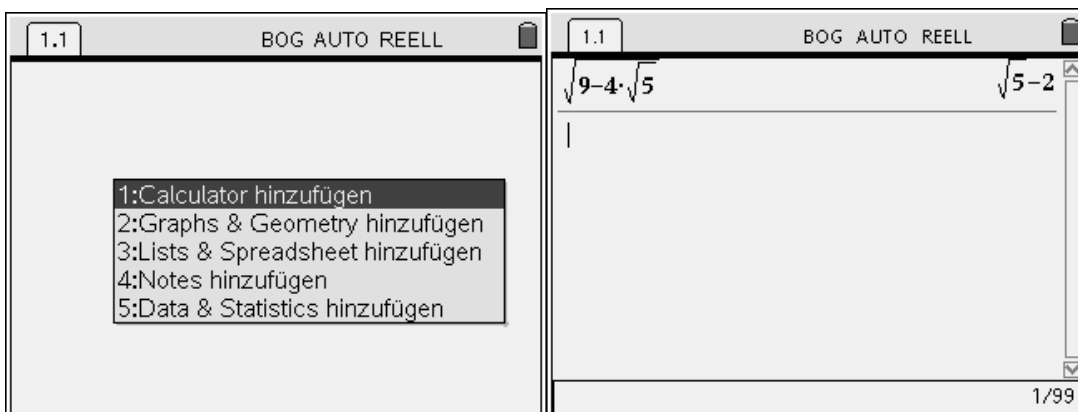 1.1 BOG AUTO REELL
1:Calculator hinzufügen
2:Graphs & Geometry hinzufügen
3:Lists & Spreadsheet hinzufügen
4:Notes hinzufügen
5:Data & Statistics hinzufügen
1.1 BOG AUTO REELL
√9-4·√5 √5-2
1/99